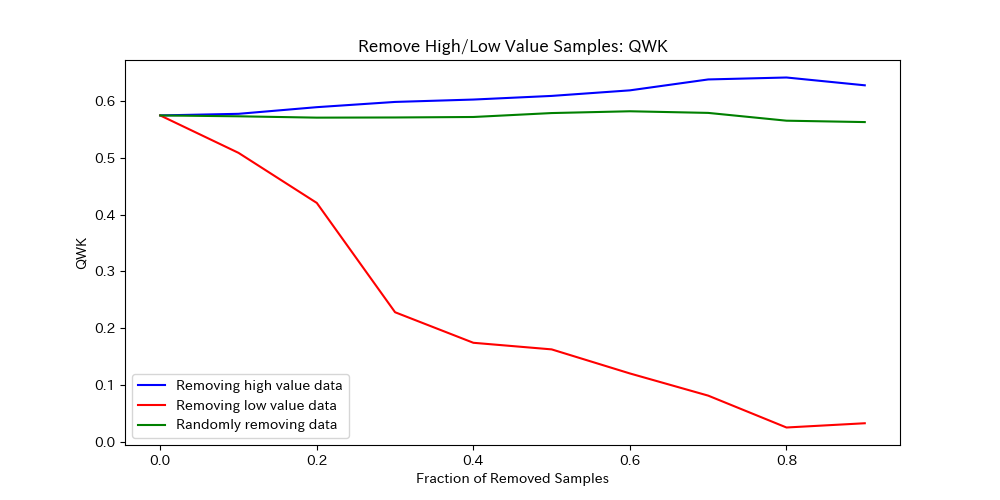 Remove High/Low Value Samples: QWK
QWK
0.6
0.5
0.4
0.3
0.2
0.1
0.0
Removing high value data
Removing low value data
Randomly removing data
0.0 0.2 0.4 0.6 0.8
Fraction of Removed Samples